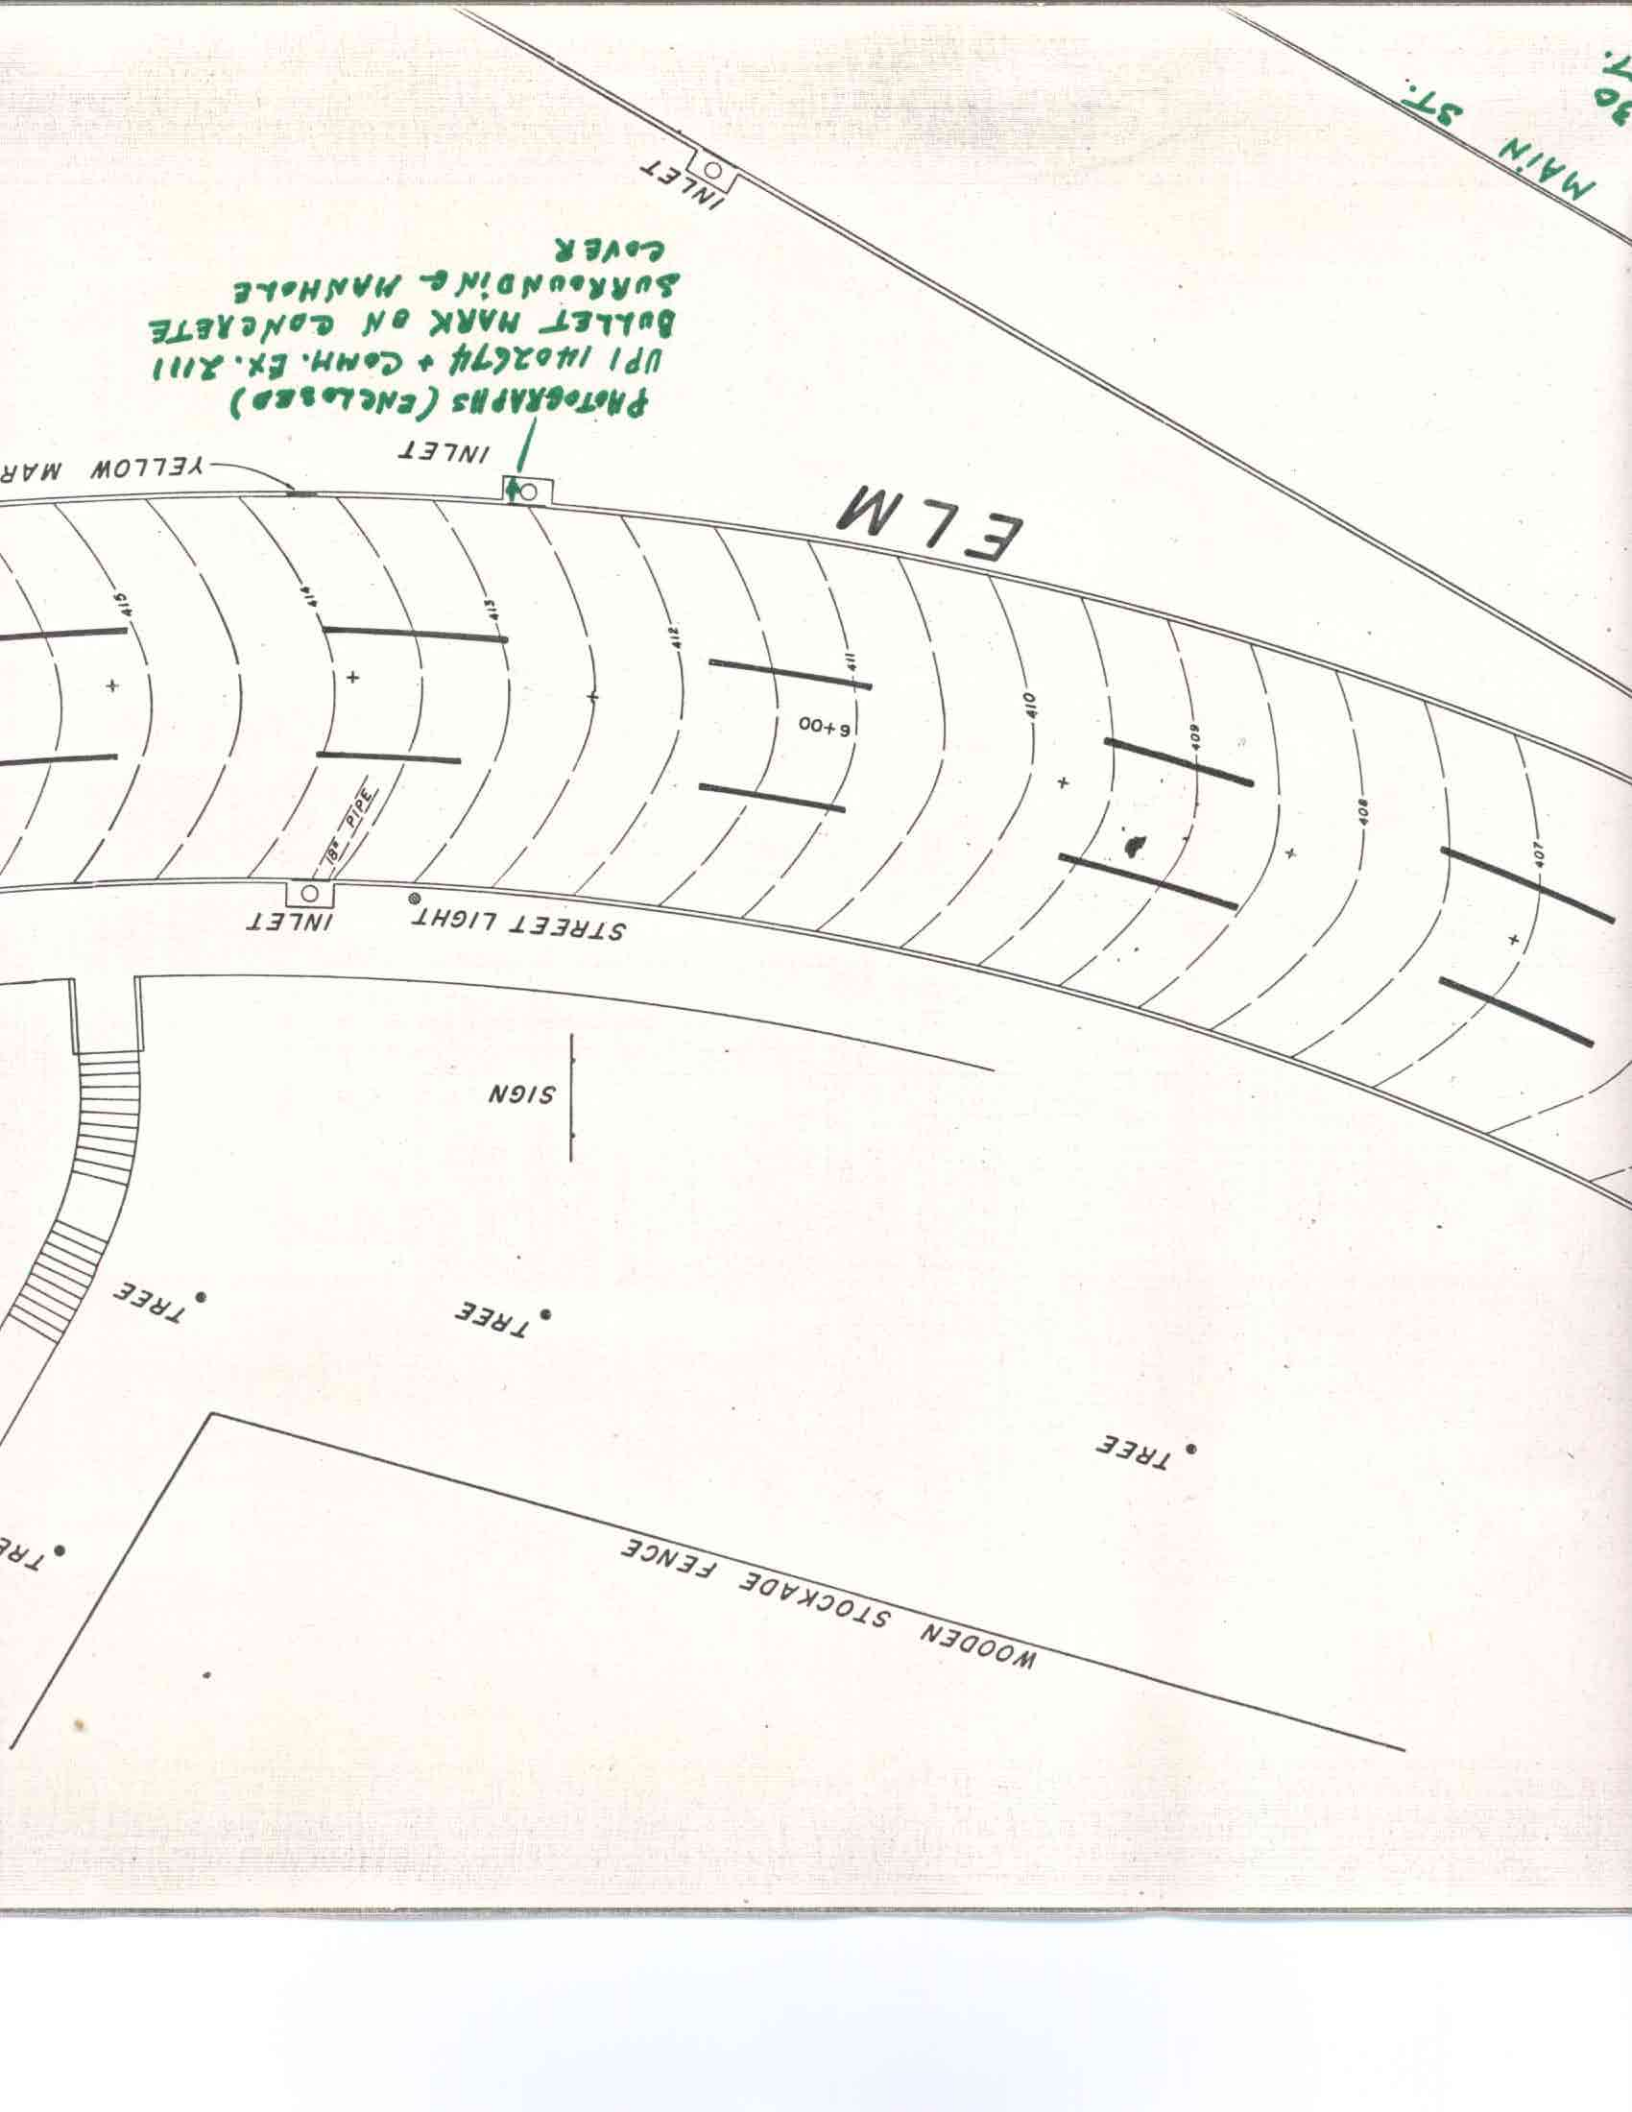 WOODEN STOCKADE FENCE
TREE
TREE
TREE
SIGN
STREET LIGHT
INLET
18" PIPE
407
408
409
410
6+00
411
412
413
414
415
ELM
INLET
YELLOW MAR
PHOTOGRAPHS (ENCLOSED)
UPI 1402674 + COMM. EX. 2111
BULLET MARK ON CONCRETE
SURROUNDING MANHOLE
COVER
INLET
MAIN ST.
30